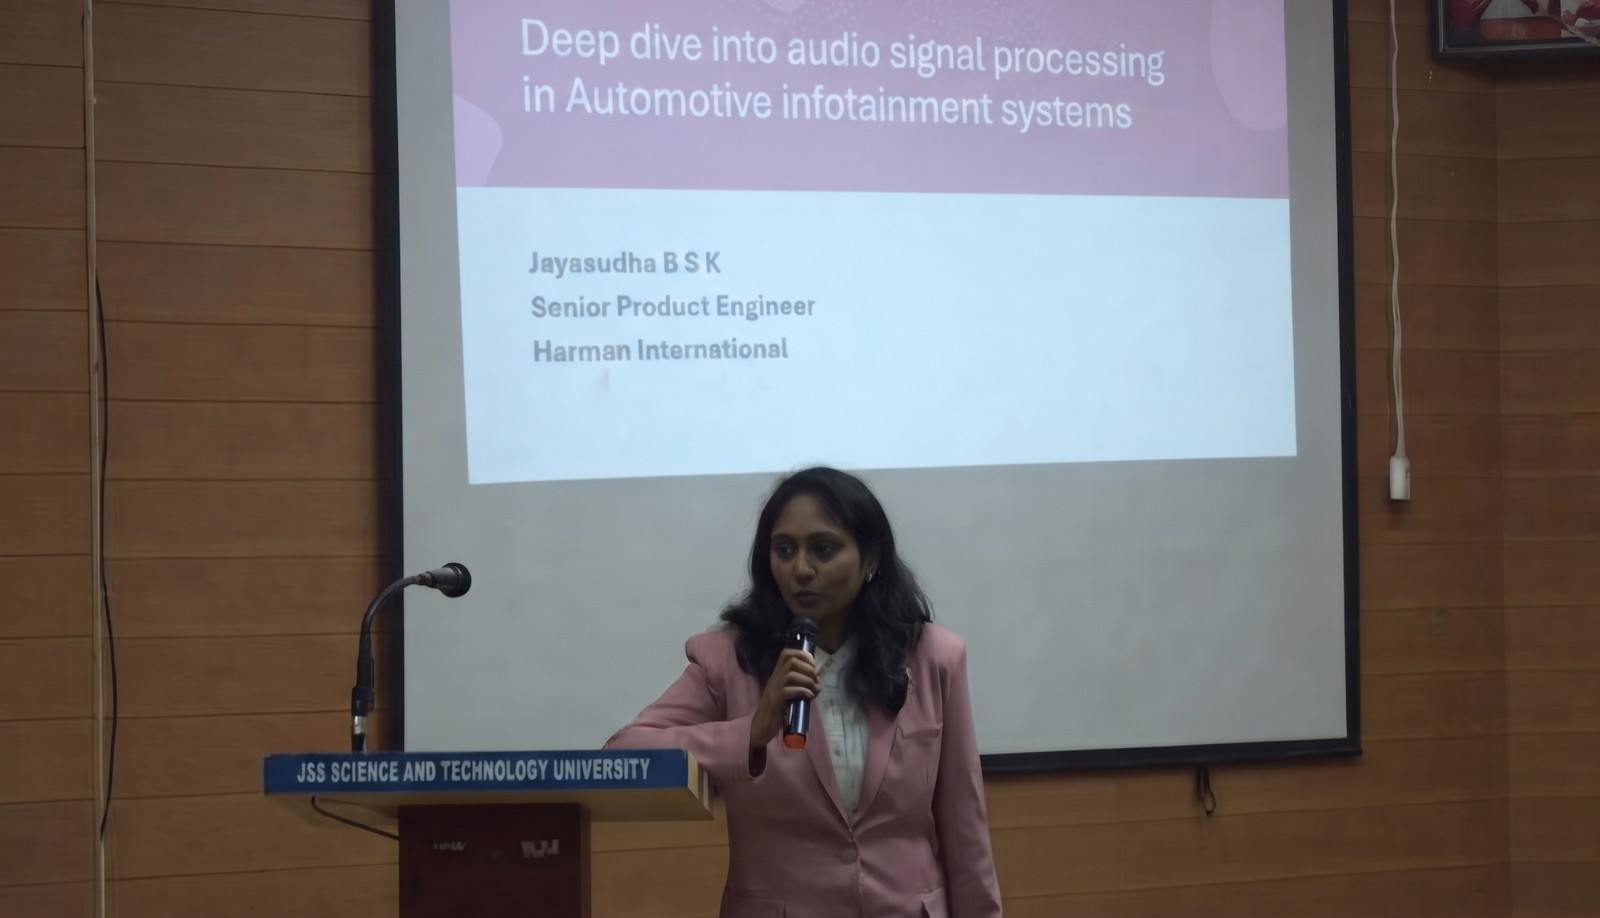 Deep dive into audio signal processing
in Automotive infotainment systems
Jayasudha B S K
Senior Product Engineer
Harman International
JSS SCIENCE AND TECHNOLOGY UNIVERSITY